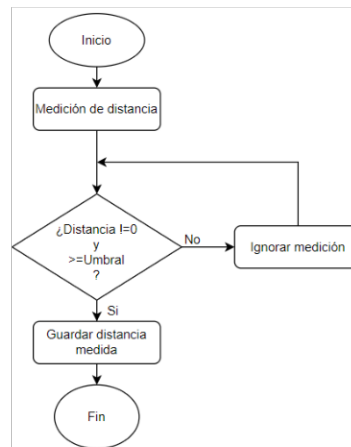 Inicio
Medición de distancia
¿Distancia !=0
y
>=Umbral
?
No
Ignorar medición
Si
Guardar distancia
medida
Fin